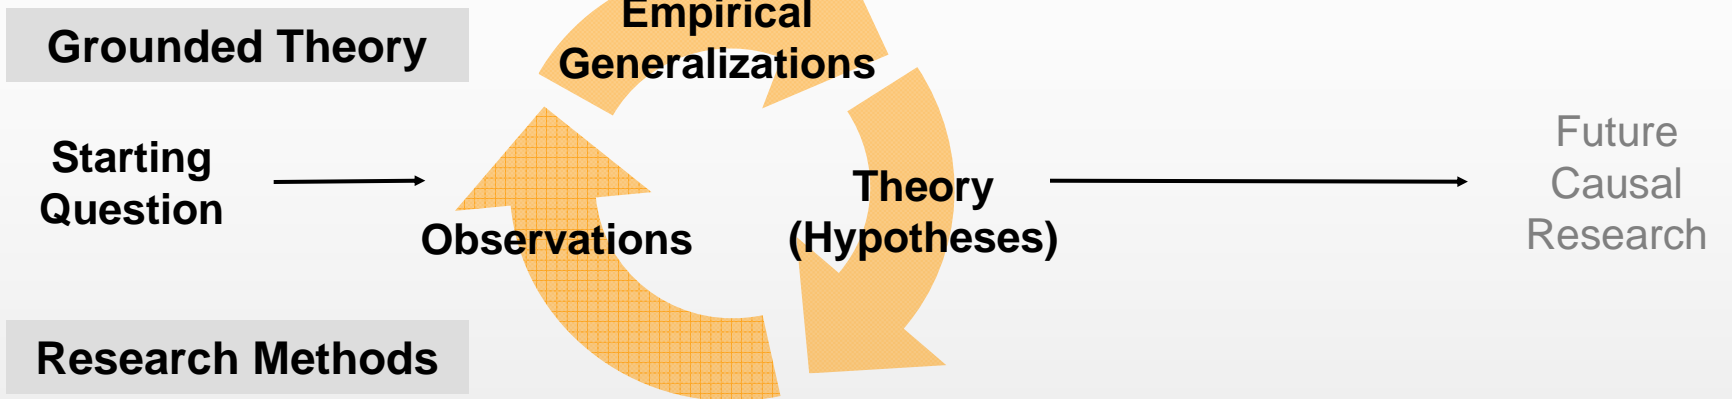 Grounded Theory
Empirical
Generalizations
Starting
Question
Observations
Theory
(Hypotheses)
Future
Causal
Research
Research Methods